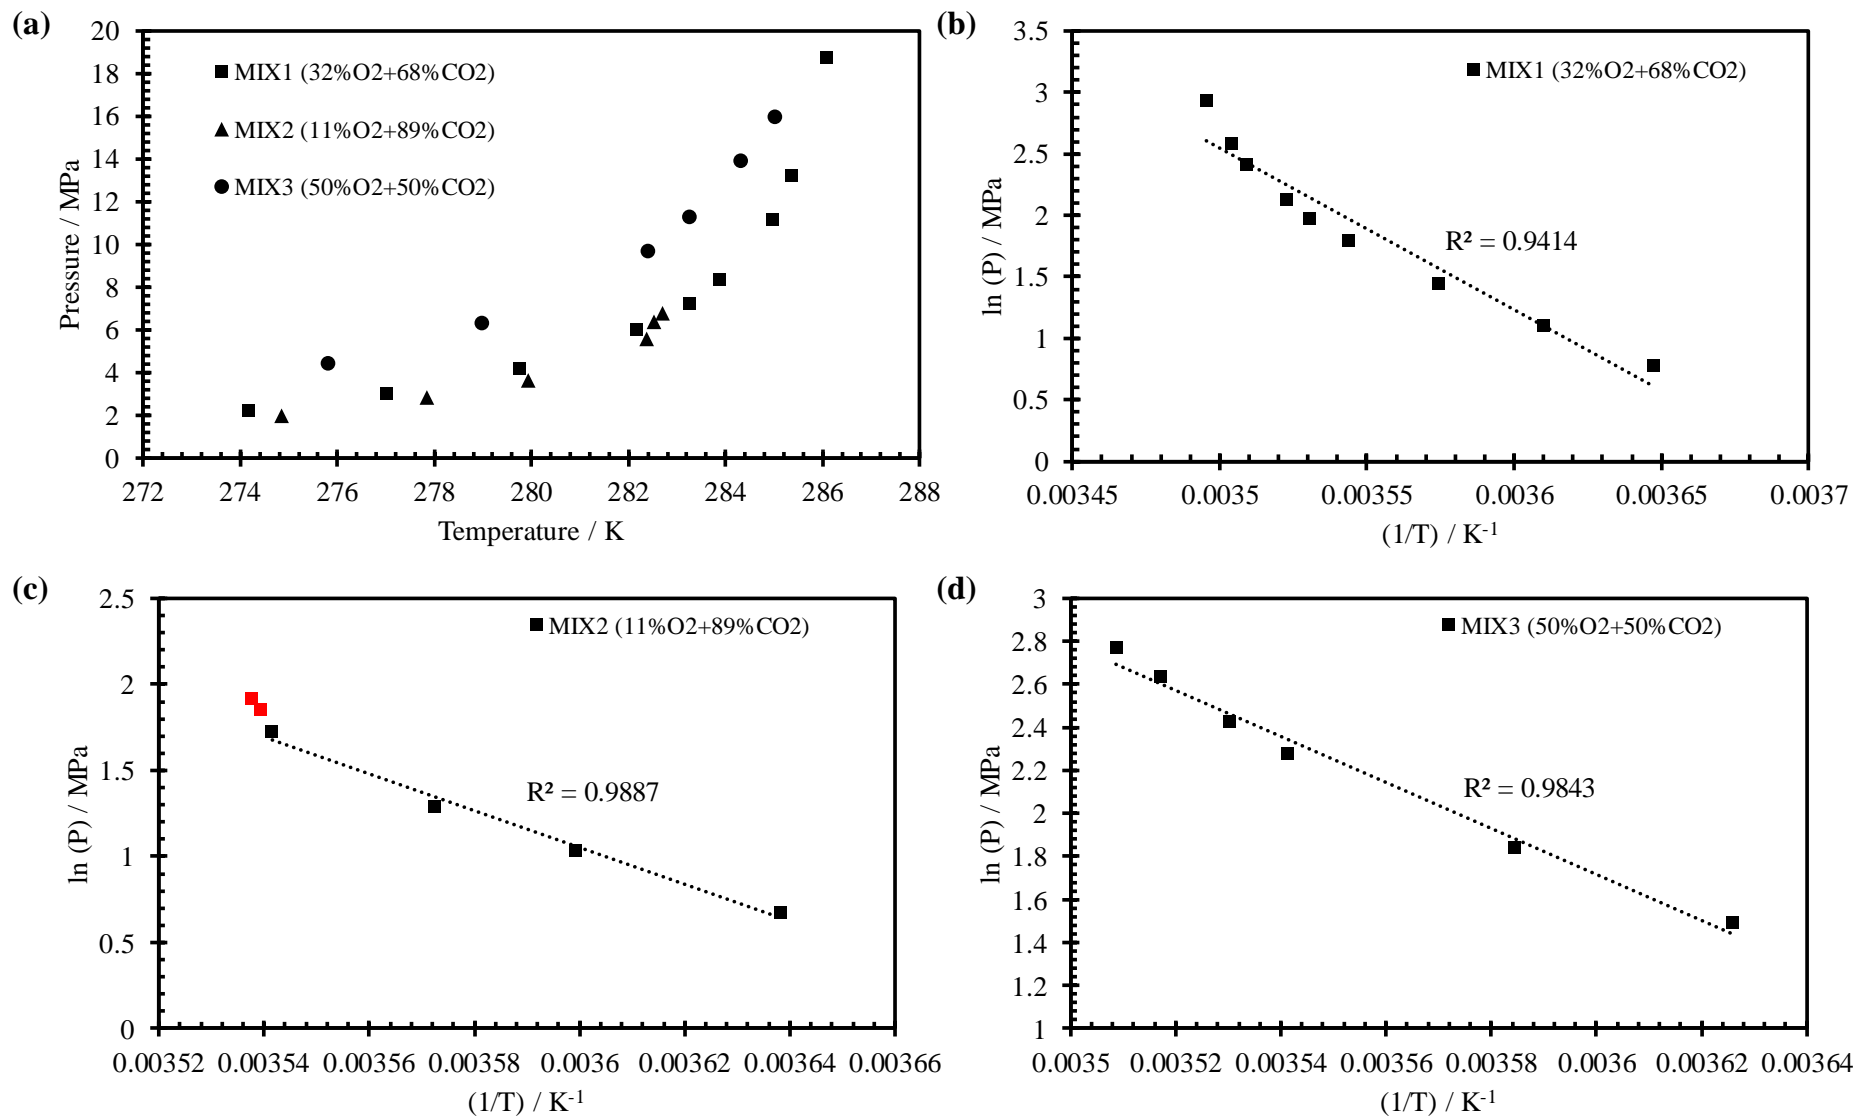 (a)
20
18
16
14
12
10
8
6
4
2
0
Pressure / MPa
MIX1 (32%O2+68%CO2)
MIX2 (11%O2+89%CO2)
MIX3 (50%O2+50%CO2)
272 274 276 278 280 282 284 286 288
Temperature / K
(b)
3.5
3
2.5
2
1.5
1
0.5
0
ln (P) / MPa
MIX1 (32%O2+68%CO2)
R² = 0.9414
0.00345 0.0035 0.00355 0.0036 0.00365 0.0037
(1/T) / K-1
(c)
2.5
2
1.5
1
0.5
0
ln (P) / MPa
MIX2 (11%O2+89%CO2)
R² = 0.9887
0.00352 0.00354 0.00356 0.00358 0.0036 0.00362 0.00364 0.00366
(1/T) / K-1
(d)
3
2.8
2.6
2.4
2.2
2
1.8
1.6
1.4
1.2
1
ln (P) / MPa
MIX3 (50%O2+50%CO2)
R² = 0.9843
0.0035 0.00352 0.00354 0.00356 0.00358 0.0036 0.00362 0.00364
(1/T) / K-1